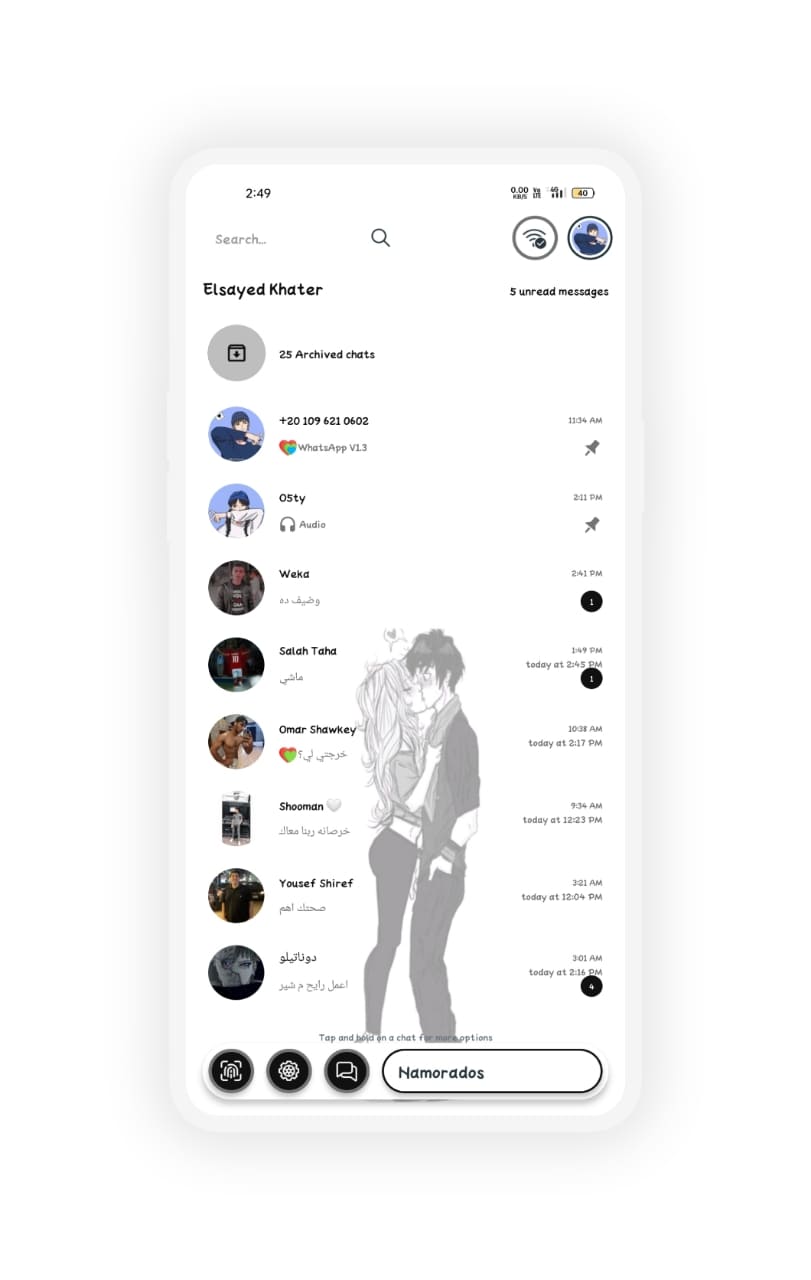 2:49
0.00 KB/S Vo LTE 4G 40
Search...
Elsayed Khater
5 unread messages
25 Archived chats
+20 109 621 0602
11:34 AM
WhatsApp V1.3
O5ty
2:11 PM
Audio
Weka
2:41 PM
وضيف ده
1
Salah Taha
1:49 PM
today at 2:45 PM
ماشي
1
Omar Shawkey
10:38 AM
today at 2:17 PM
خرجتي لي؟
Shooman 🤍
9:34 AM
today at 12:23 PM
خرصانه ربنا معاك
Yousef Shiref
3:21 AM
today at 12:04 PM
صحتك اهم
دوناتيلو
3:01 AM
today at 2:16 PM
اعمل رايح م شير
4
Tap and hold on a chat for more options
Namorados